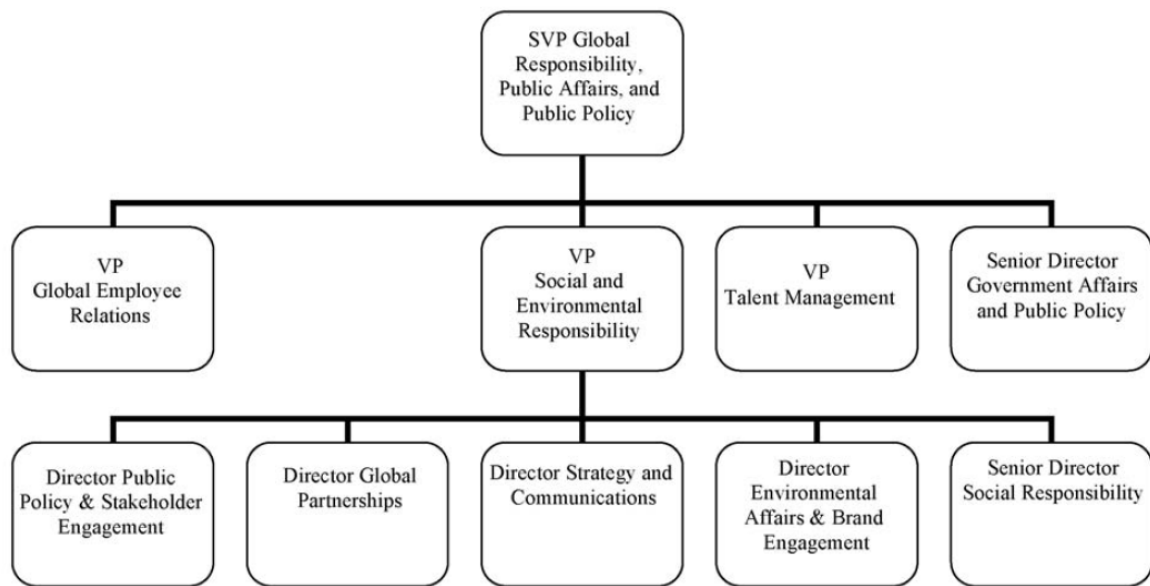 SVP Global
Responsibility,
Public Affairs, and
Public Policy
VP
Global Employee
Relations
VP
Social and
Environmental
Responsibility
VP
Talent Management
Senior Director
Government Affairs
and Public Policy
Director Public
Policy & Stakeholder
Engagement
Director Global
Partnerships
Director Strategy and
Communications
Director
Environmental
Affairs & Brand
Engagement
Senior Director
Social Responsibility